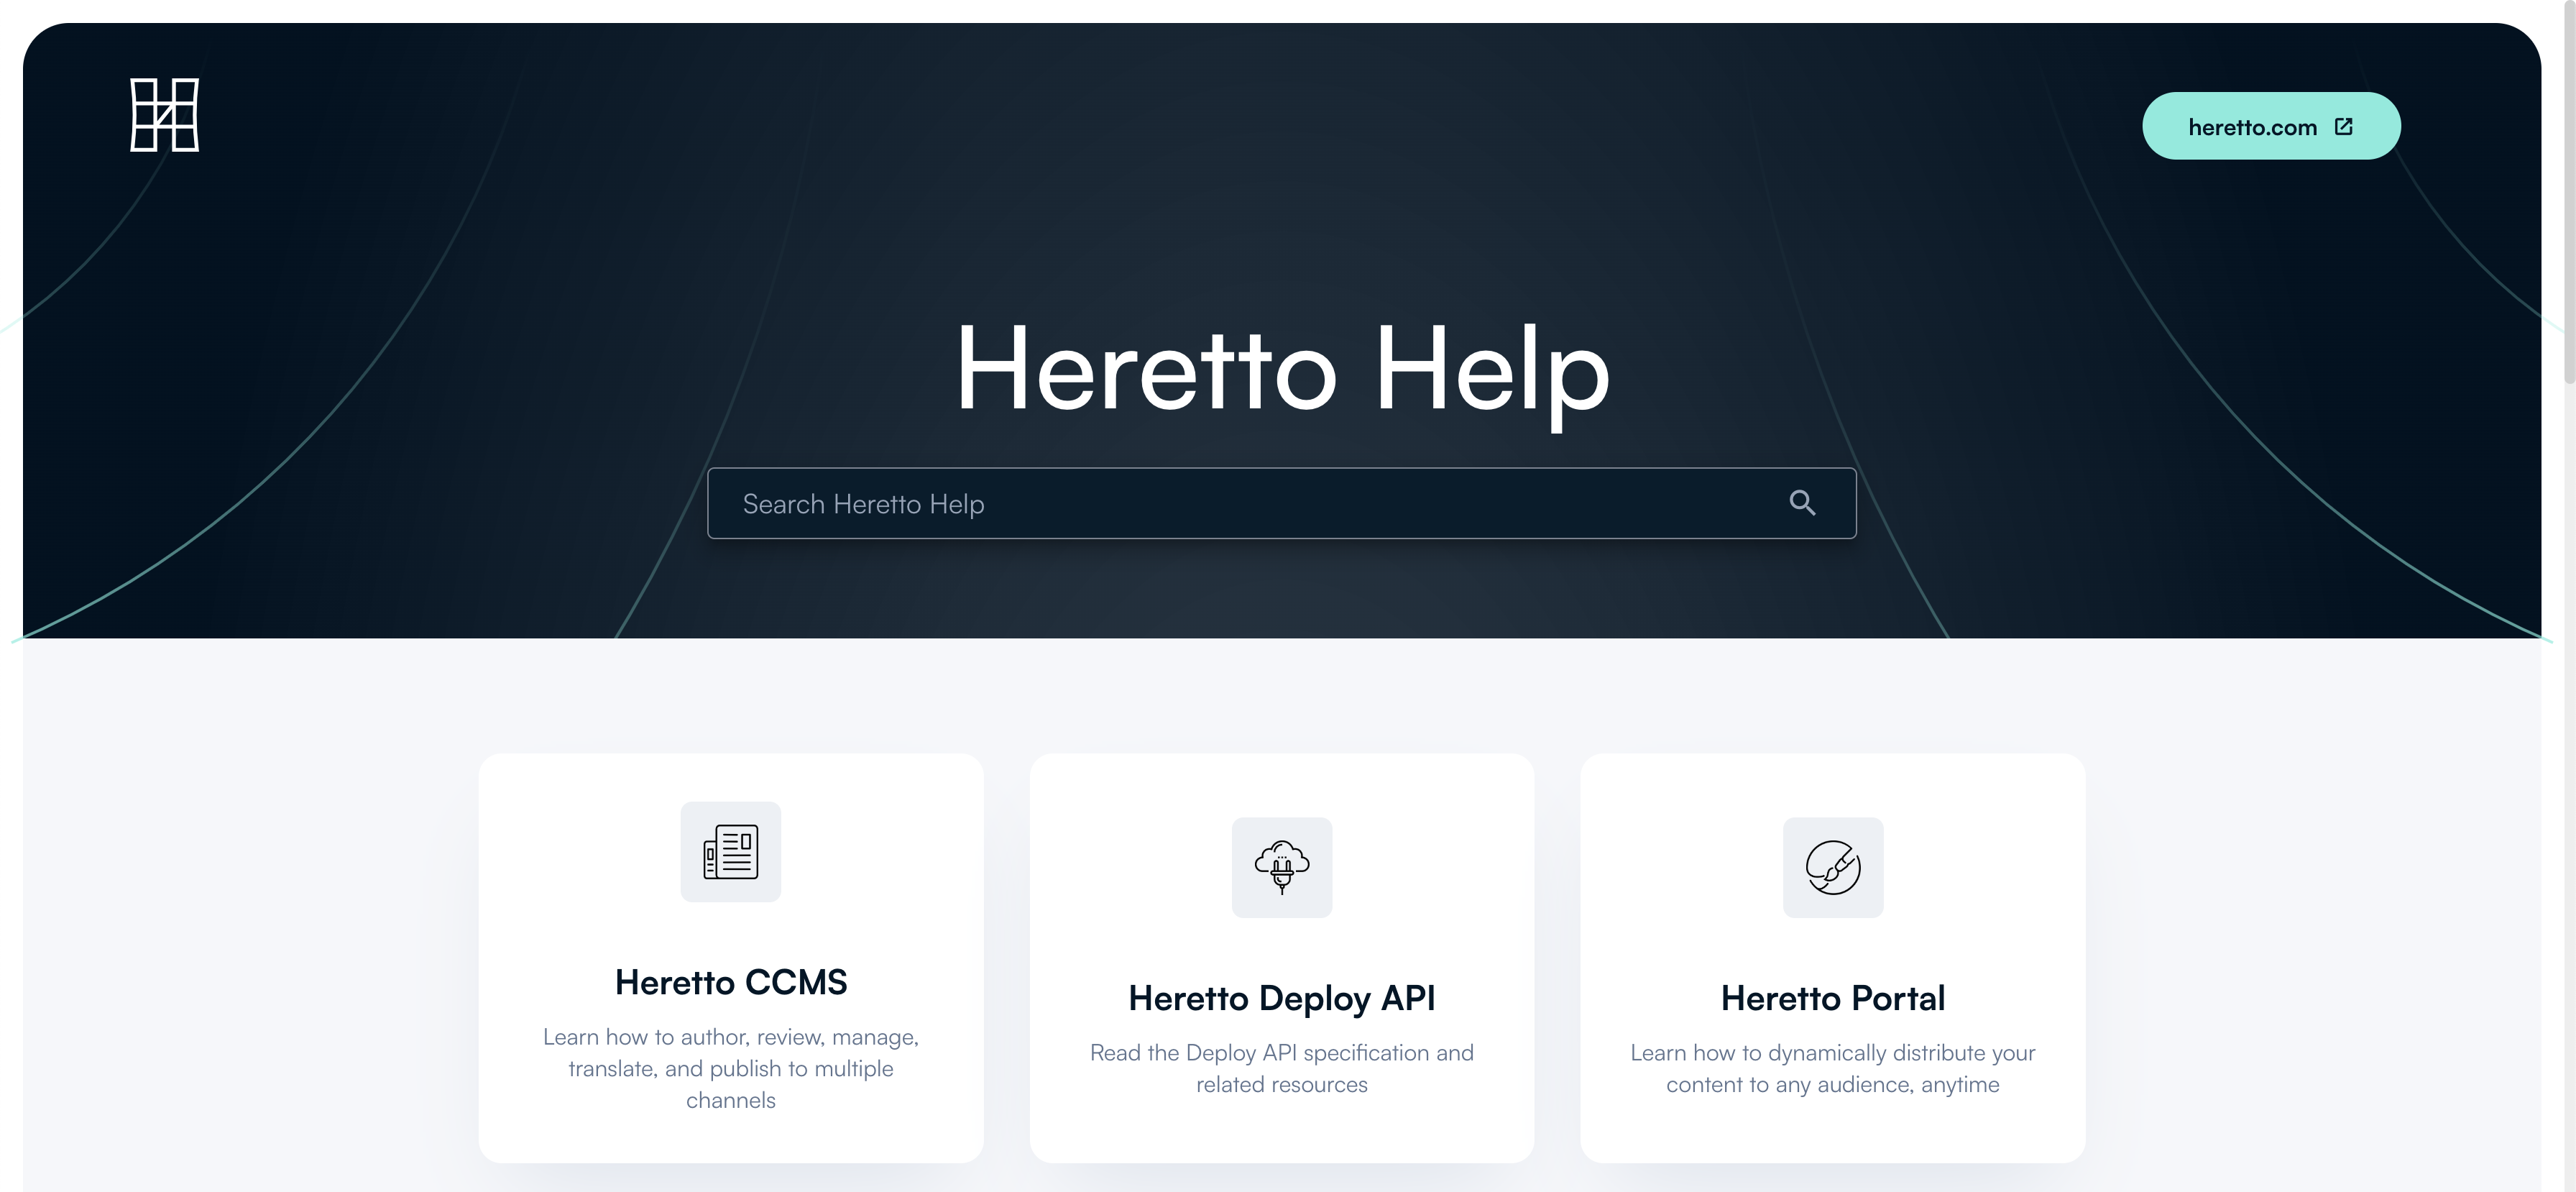 heretto.com
Heretto Help
Search Heretto Help
Heretto CCMS
Learn how to author, review, manage,
translate, and publish to multiple
channels
Heretto Deploy API
Read the Deploy API specification and
related resources
Heretto Portal
Learn how to dynamically distribute your
content to any audience, anytime